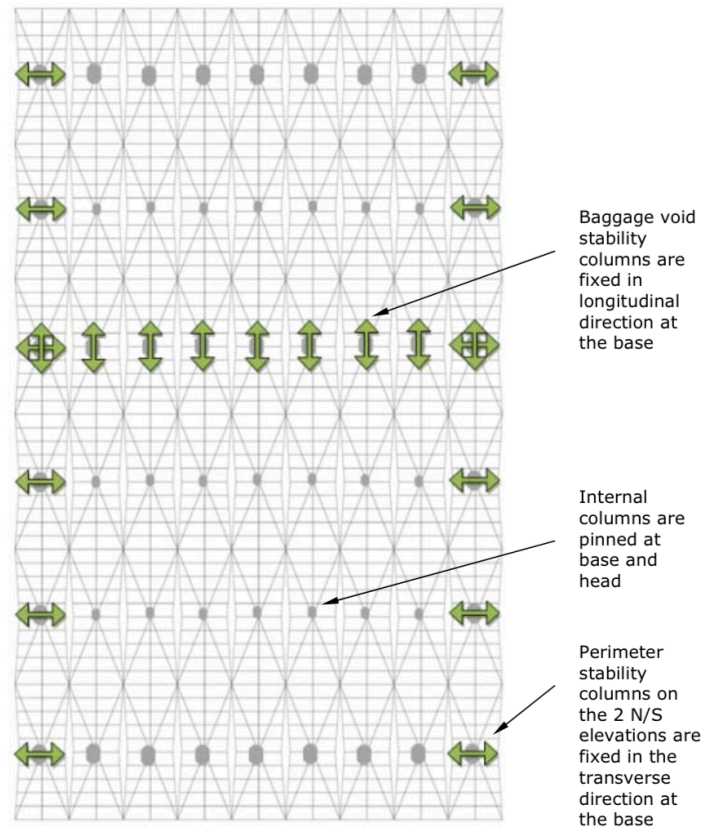 Baggage void
stability
columns are
fixed in
longitudinal
direction at
the base
Internal
columns are
pinned at
base and
head
Perimeter
stability
columns on
the 2 N/S
elevations are
fixed in the
transverse
direction at
the base